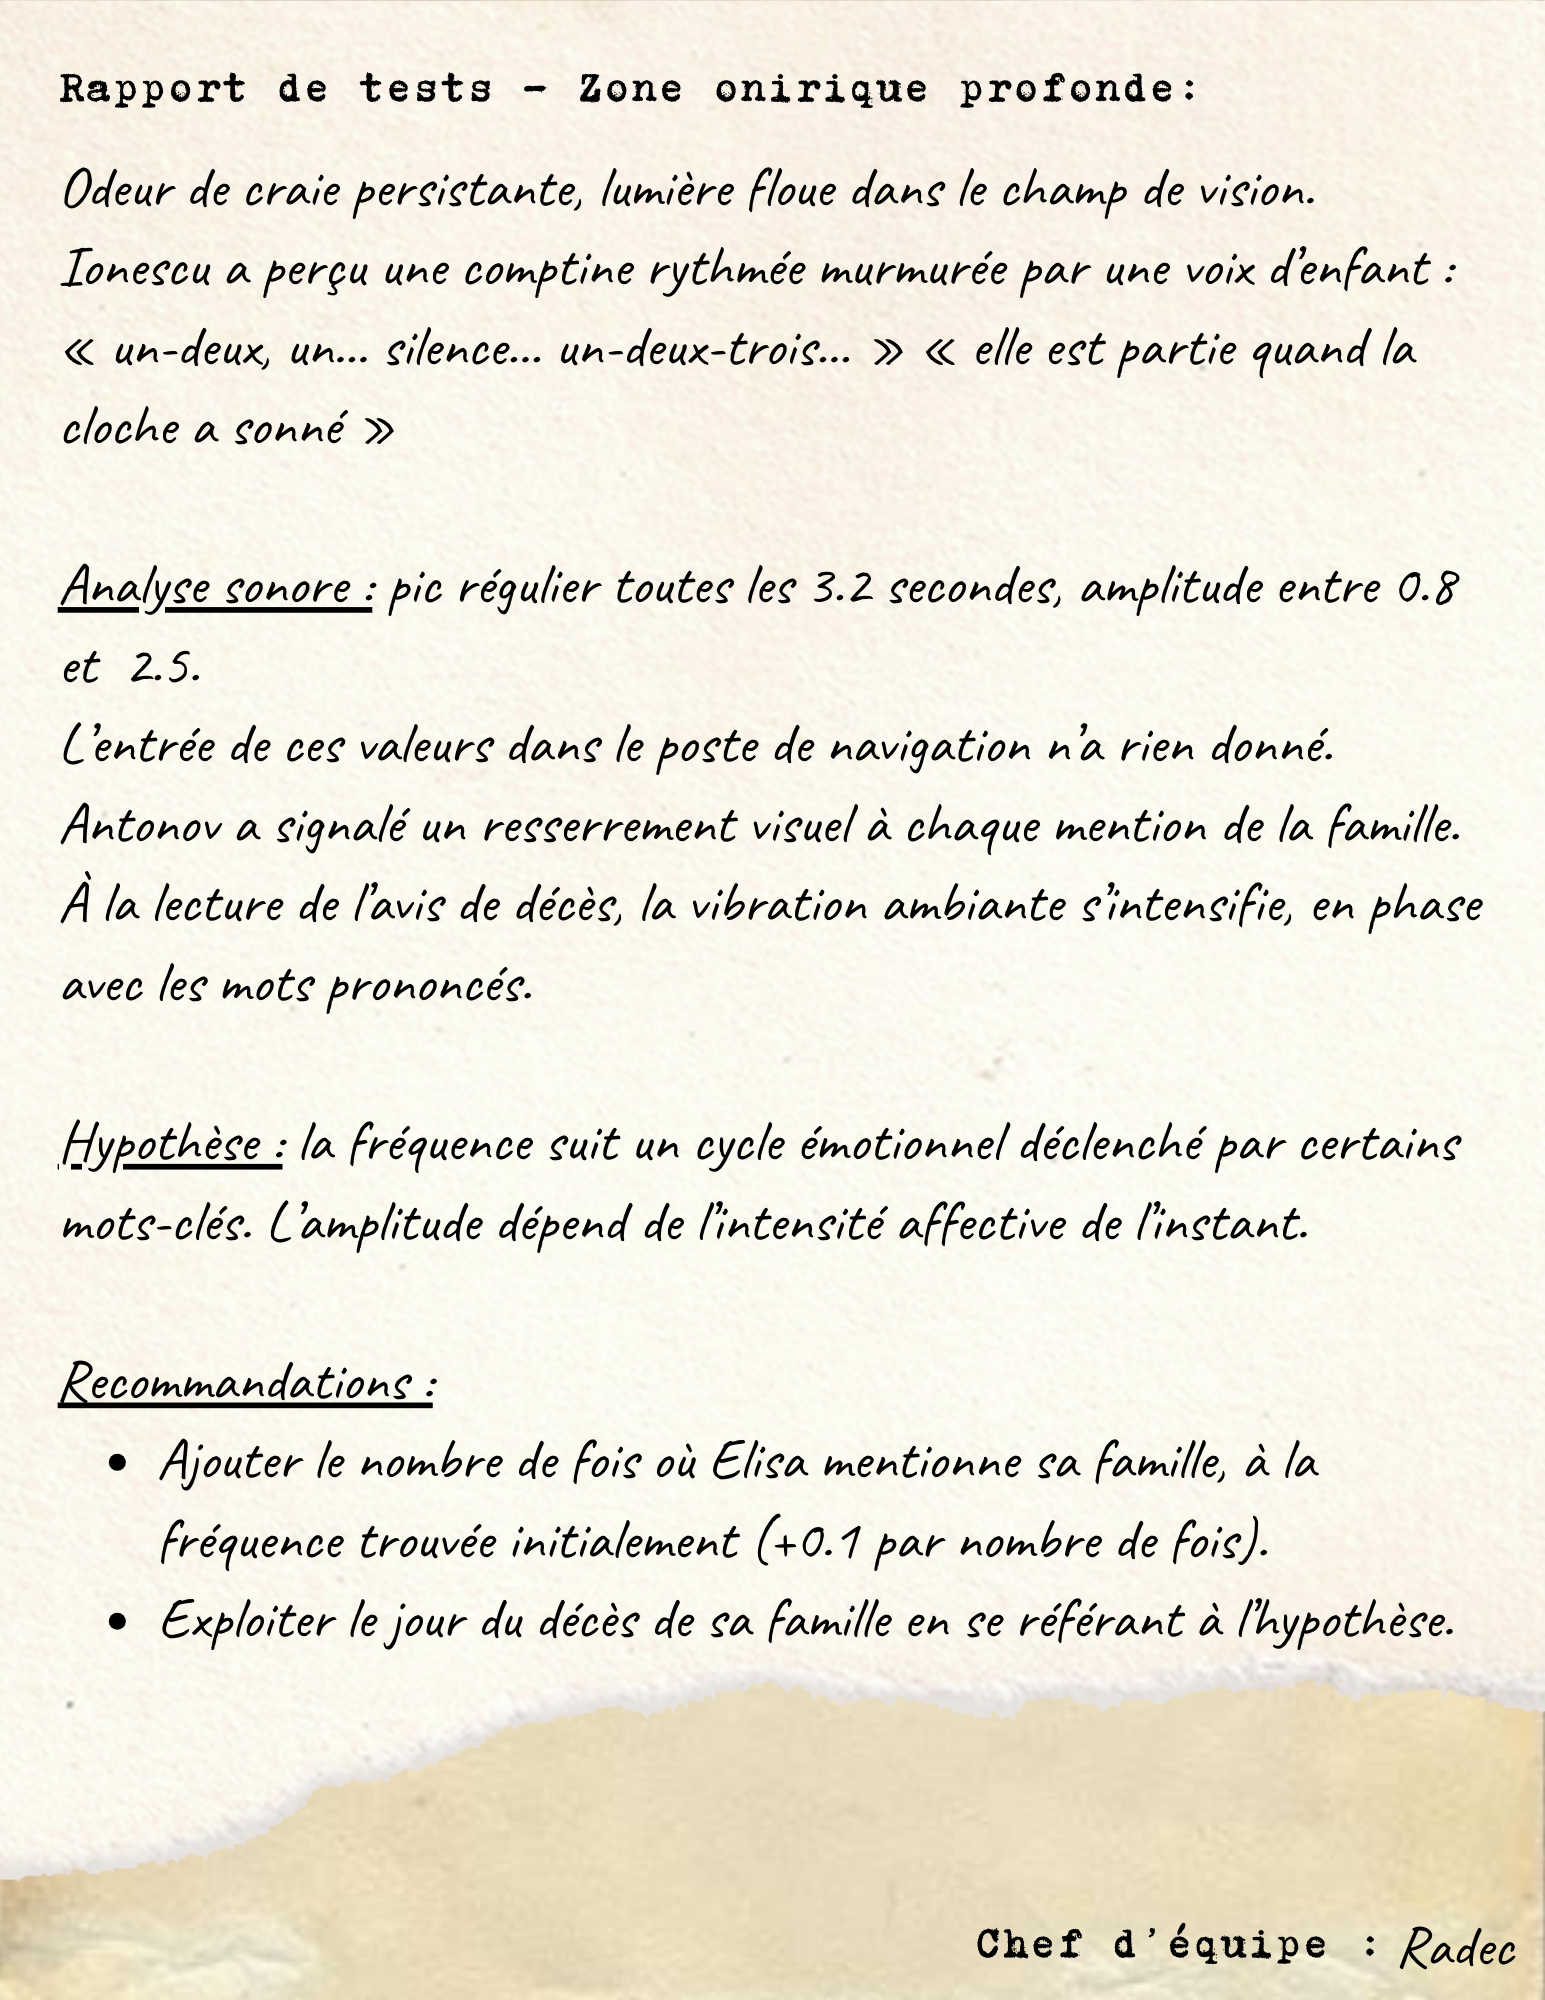 Rapport de tests - Zone onirique profonde:
Odeur de craie persistante, lumière floue dans le champ de vision.
Ionescu a perçu une comptine rythmée murmurée par une voix d'enfant :
« un-deux, un... silence... un-deux-trois... » « elle est partie quand la
cloche a sonné »
Analyse sonore : pic régulier toutes les 3.2 secondes, amplitude entre 0.8
et 2.5.
L'entrée de ces valeurs dans le poste de navigation n'a rien donné.
Antonov a signalé un resserrement visuel à chaque mention de la famille.
À la lecture de l'avis de décès, la vibration ambiante s'intensifie, en phase
avec les mots prononcés.
Hypothèse : la fréquence suit un cycle émotionnel déclenché par certains
mots-clés. L'amplitude dépend de l'intensité affective de l'instant.
Recommandations :
• Ajouter le nombre de fois où Elisa mentionne sa famille, à la
fréquence trouvée initialement (+0.1 par nombre de fois).
• Exploiter le jour du décès de sa famille en se référant à l'hypothèse.
Chef d'équipe : Radec